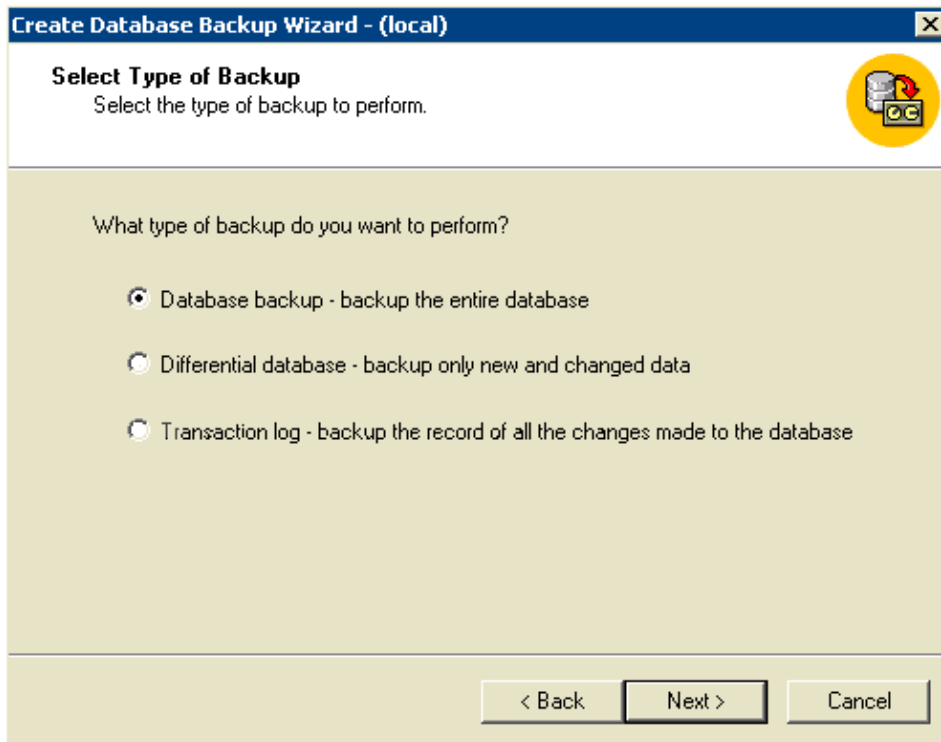 Create Database Backup Wizard - (local)
Select Type of Backup
Select the type of backup to perform.
What type of backup do you want to perform?
Database backup - backup the entire database
Differential database - backup only new and changed data
Transaction log - backup the record of all the changes made to the database
< Back Next > Cancel